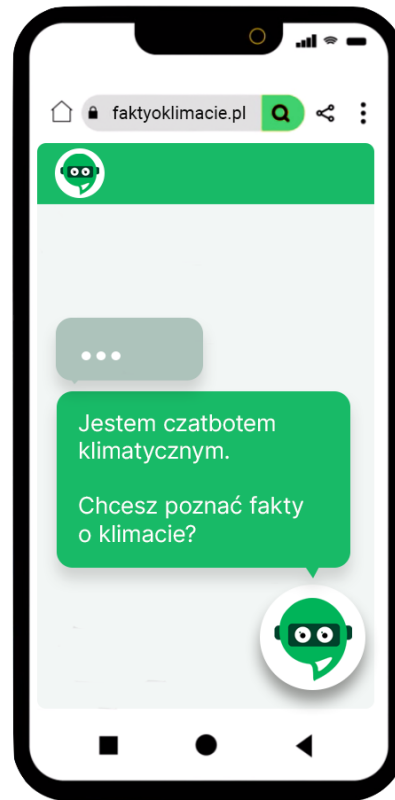 faktyoklimacie.pl
...
Jestem czatbotem
klimatycznym.
Chcesz poznać fakty
o klimacie?